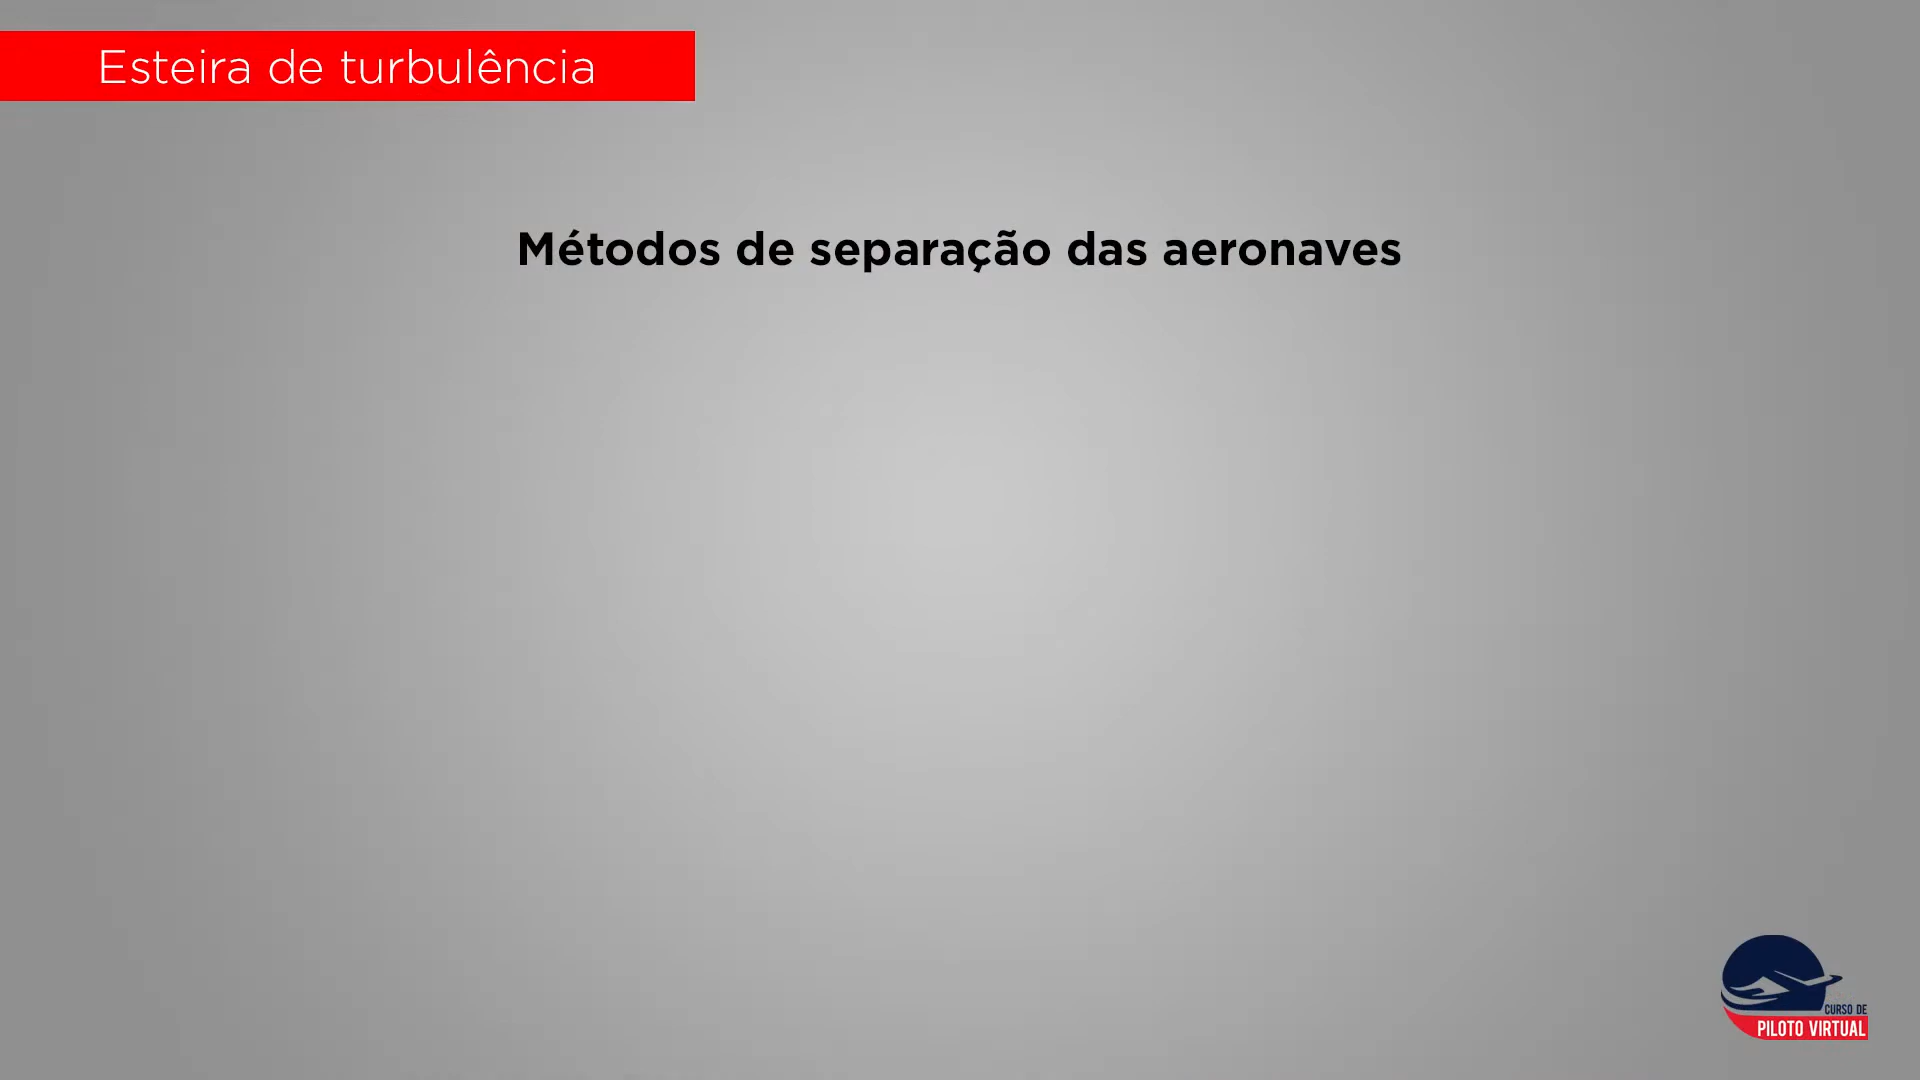 Esteira de turbulência
Métodos de separação das aeronaves
CURSO DE
PILOTO VIRTUAL